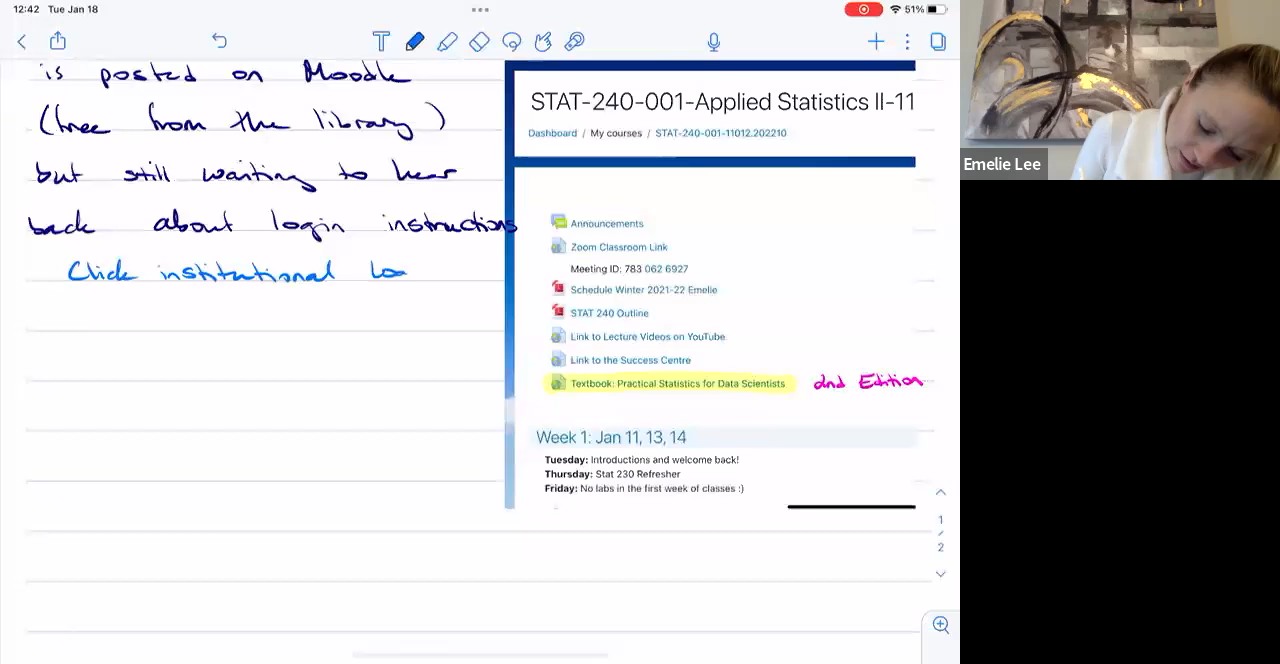 12:42 Tue Jan 18
51%
is posted on Moodle
(free from the library)
but still waiting to hear
back about login instructions
Click institutional Lo
STAT-240-001-Applied Statistics II-11
Dashboard / My courses / STAT-240-001-11012.202210
Announcements
Zoom Classroom Link
Meeting ID: 783 062 6927
Schedule Winter 2021-22 Emelie
STAT 240 Outline
Link to Lecture Videos on YouTube
Link to the Success Centre
Textbook: Practical Statistics for Data Scientists 2nd Edition
Week 1: Jan 11, 13, 14
Tuesday: Introductions and welcome back!
Thursday: Stat 230 Refresher
Friday: No labs in the first week of classes :)
1
/
2
Emelie Lee